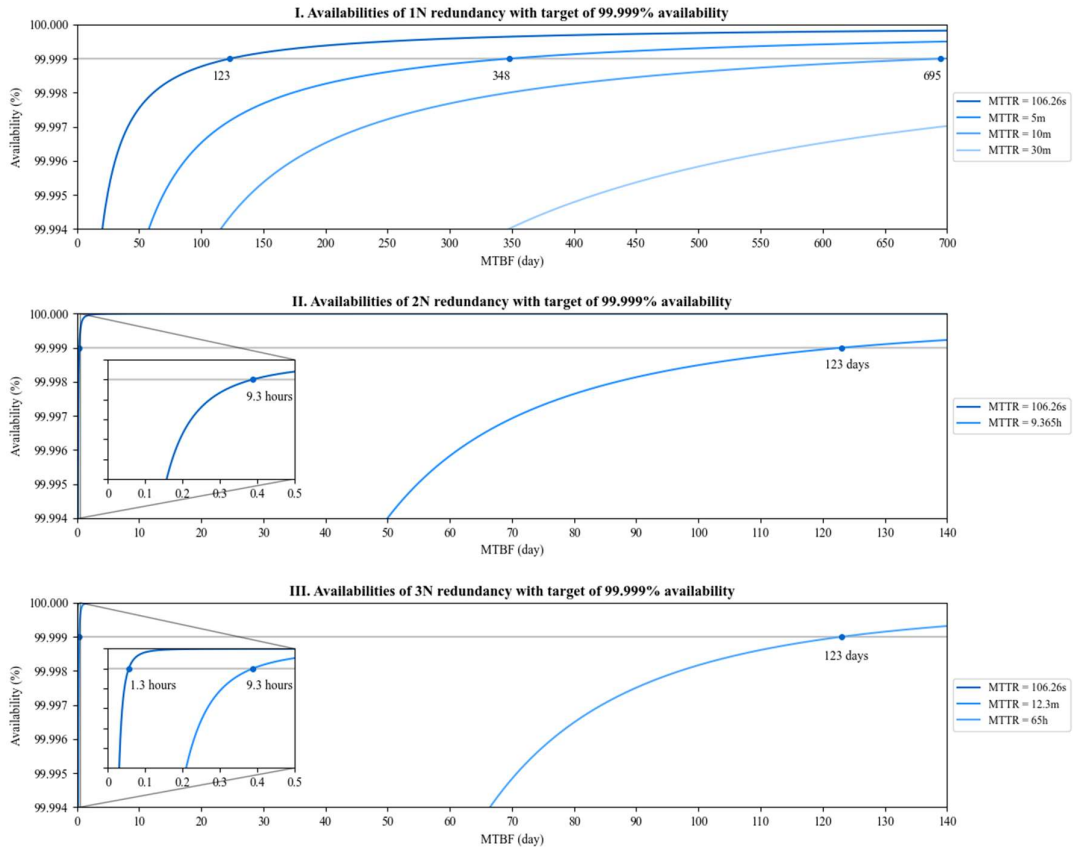 I. Availabilities of 1N redundancy with target of 99.999% availability
100.000
99.999
99.998
99.997
99.996
99.995
99.994
Availability (%)
123
348
695
0 50 100 150 200 250 300 350 400 450 500 550 600 650 700
MTBF (day)
MTTR = 106.26s
MTTR = 5m
MTTR = 10m
MTTR = 30m
II. Availabilities of 2N redundancy with target of 99.999% availability
100.000
99.999
99.998
99.997
99.996
99.995
99.994
Availability (%)
9.3 hours
0 0.1 0.2 0.3 0.4 0.5
123 days
0 10 20 30 40 50 60 70 80 90 100 110 120 130 140
MTBF (day)
MTTR = 106.26s
MTTR = 9.365h
III. Availabilities of 3N redundancy with target of 99.999% availability
100.000
99.999
99.998
99.997
99.996
99.995
99.994
Availability (%)
1.3 hours 9.3 hours
0 0.1 0.2 0.3 0.4 0.5
123 days
0 10 20 30 40 50 60 70 80 90 100 110 120 130 140
MTBF (day)
MTTR = 106.26s
MTTR = 12.3m
MTTR = 65h